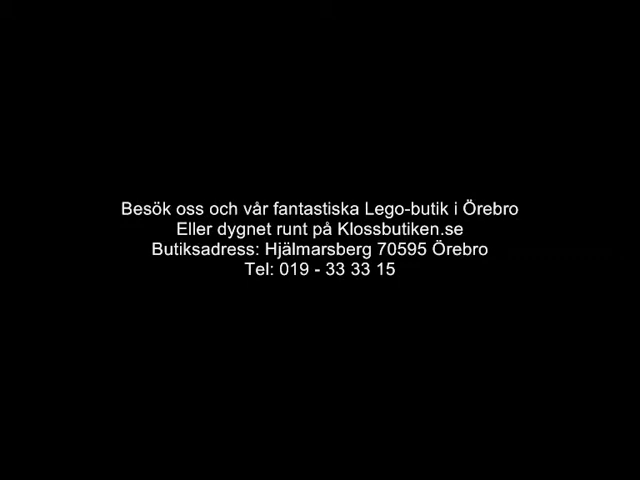 Besök oss och vår fantastiska Lego-butik i Örebro
Eller dygnet runt på Klossbutiken.se
Butiksadress: Hjälmarsberg 70595 Örebro
Tel: 019 - 33 33 15